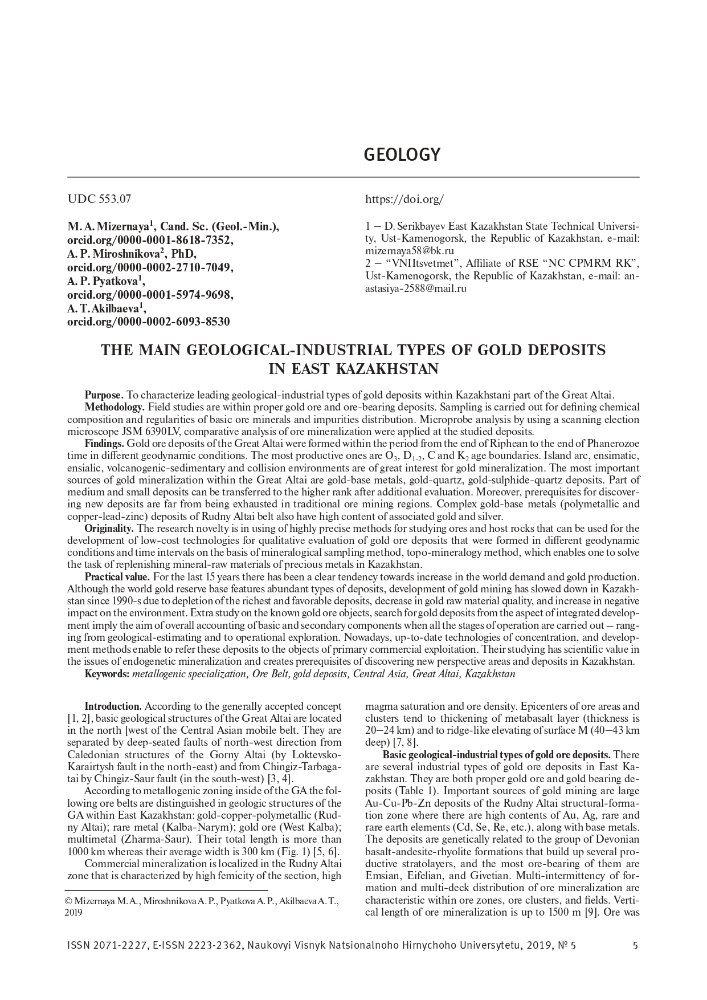 GEOLOGY
UDC 553.07
https://doi.org/
M. A. Mizernaya1, Cand. Sc. (Geol.-Min.),
orcid.org/0000-0001-8618-7352,
A. P. Miroshnikova2, PhD,
orcid.org/0000-0002-2710-7049,
A. P. Pyatkova1,
orcid.org/0000-0001-5974-9698,
A. T. Akilbaeva1,
orcid.org/0000-0002-6093-8530
1 – D. Serikbayev East Kazakhstan State Technical Universi-
ty, Ust-Kamenogorsk, the Republic of Kazakhstan, e-mail:
mizernaya58@bk.ru
2 – “VNIItsvetmet”, Affiliate of RSE “NC CPMRM RK”,
Ust-Kamenogorsk, the Republic of Kazakhstan, e-mail: an-
astasiya-2588@mail.ru
THE MAIN GEOLOGICAL-INDUSTRIAL TYPES OF GOLD DEPOSITS
IN EAST KAZAKHSTAN
Purpose. To characterize leading geological-industrial types of gold deposits within Kazakhstani part of the Great Altai.
Methodology. Field studies are within proper gold ore and ore-bearing deposits. Sampling is carried out for defining chemical
composition and regularities of basic ore minerals and impurities distribution. Microprobe analysis by using a scanning election
microscope JSM 6390LV, comparative analysis of ore mineralization were applied at the studied deposits.
Findings. Gold ore deposits of the Great Altai were formed within the period from the end of Riphean to the end of Phanerozoe
time in different geodynamic conditions. The most productive ones are O3, D1-2, C and K2 age boundaries. Island arc, ensimatic,
ensialic, volcanogenic-sedimentary and collision environments are of great interest for gold mineralization. The most important
sources of gold mineralization within the Great Altai are gold-base metals, gold-quartz, gold-sulphide-quartz deposits. Part of
medium and small deposits can be transferred to the higher rank after additional evaluation. Moreover, prerequisites for discover-
ing new deposits are far from being exhausted in traditional ore mining regions. Complex gold-base metals (polymetallic and
copper-lead-zinc) deposits of Rudny Altai belt also have high content of associated gold and silver.
Originality. The research novelty is in using of highly precise methods for studying ores and host rocks that can be used for the
development of low-cost technologies for qualitative evaluation of gold ore deposits that were formed in different geodynamic
conditions and time intervals on the basis of mineralogical sampling method, topo-mineralogy method, which enables one to solve
the task of replenishing mineral-raw materials of precious metals in Kazakhstan.
Practical value. For the last 15 years there has been a clear tendency towards increase in the world demand and gold production.
Although the world gold reserve base features abundant types of deposits, development of gold mining has slowed down in Kazakh-
stan since 1990-s due to depletion of the richest and favorable deposits, decrease in gold raw material quality, and increase in negative
impact on the environment. Extra study on the known gold ore objects, search for gold deposits from the aspect of integrated develop-
ment imply the aim of overall accounting of basic and secondary components when all the stages of operation are carried out – rang-
ing from geological-estimating and to operational exploration. Nowadays, up-to-date technologies of concentration, and develop-
ment methods enable to refer these deposits to the objects of primary commercial exploitation. Their studying has scientific value in
the issues of endogenetic mineralization and creates prerequisites of discovering new perspective areas and deposits in Kazakhstan.
Keywords: metallogenic specialization, Ore Belt, gold deposits, Central Asia, Great Altai, Kazakhstan
Introduction. According to the generally accepted concept
[1, 2], basic geological structures of the Great Altai are located
in the north [west of the Central Asian mobile belt. They are
separated by deep-seated faults of north-west direction from
Caledonian structures of the Gorny Altai (by Loktevsko-
Karairtysh fault in the north-east) and from Chingiz-Tarbaga-
tai by Chingiz-Saur fault (in the south-west) [3, 4].
According to metallogenic zoning inside of the GA the fol-
lowing ore belts are distinguished in geologic structures of the
GA within East Kazakhstan: gold-copper-polymetallic (Rud-
ny Altai); rare metal (Kalba-Narym); gold ore (West Kalba);
multimetal (Zharma-Saur). Their total length is more than
1000 km whereas their average width is 300 km (Fig. 1) [5, 6].
Commercial mineralization is localized in the Rudny Altai
zone that is characterized by high femicity of the section, high
© Mizernaya M. A., Miroshnikova A. P., Pyatkova A. P., Akilbaeva A. T.,
2019
magma saturation and ore density. Epicenters of ore areas and
clusters tend to thickening of metabasalt layer (thickness is
20–24 km) and to ridge-like elevating of surface M (40–43 km
deep) [7, 8].
Basic geological-industrial types of gold ore deposits. There
are several industrial types of gold ore deposits in East Ka-
zakhstan. They are both proper gold ore and gold bearing de-
posits (Table 1). Important sources of gold mining are large
Au-Cu-Pb-Zn deposits of the Rudny Altai structural-forma-
tion zone where there are high contents of Au, Ag, rare and
rare earth elements (Cd, Se, Re, etc.), along with base metals.
The deposits are genetically related to the group of Devonian
basalt-andesite-rhyolite formations that build up several pro-
ductive stratolayers, and the most ore-bearing of them are
Emsian, Eifelian, and Givetian. Multi-intermittency of for-
mation and multi-deck distribution of ore mineralization are
characteristic within ore zones, ore clusters, and fields. Verti-
cal length of ore mineralization is up to 1500 m [9]. Ore was
ISSN 2071-2227, E-ISSN 2223-2362, Naukovyi Visnyk Natsionalnoho Hirnychoho Universytetu, 2019, № 5
5